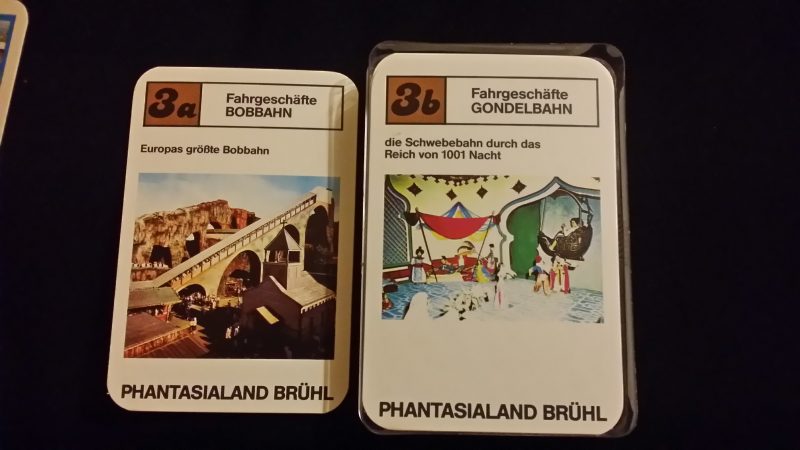 3a
Fahrgeschäfte
BOBBAHN
Europas größte Bobbahn
PHANTASIALAND BRÜHL
3b
Fahrgeschäfte
GONDELBAHN
die Schwebebahn durch das
Reich von 1001 Nacht
PHANTASIALAND BRÜHL